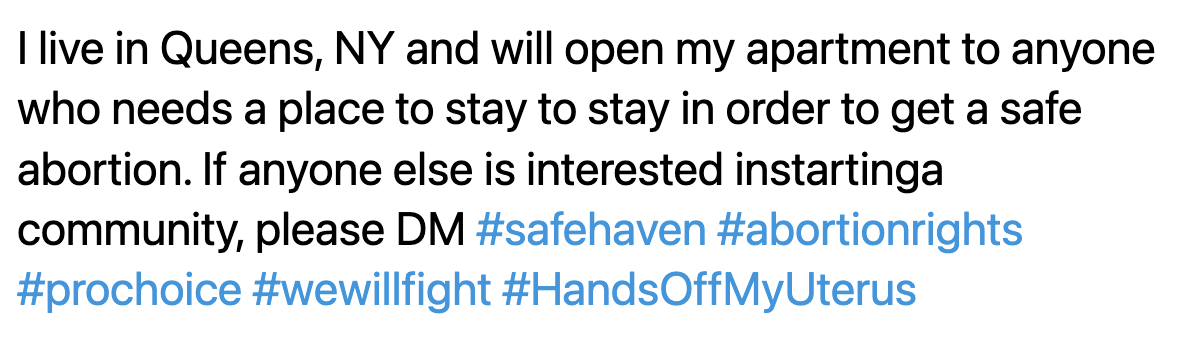 I live in Queens, NY and will open my apartment to anyone
who needs a place to stay to stay in order to get a safe
abortion. If anyone else is interested instartinga
community, please DM #safehaven #abortionrights
#prochoice #wewillfight #HandsOffMyUterus